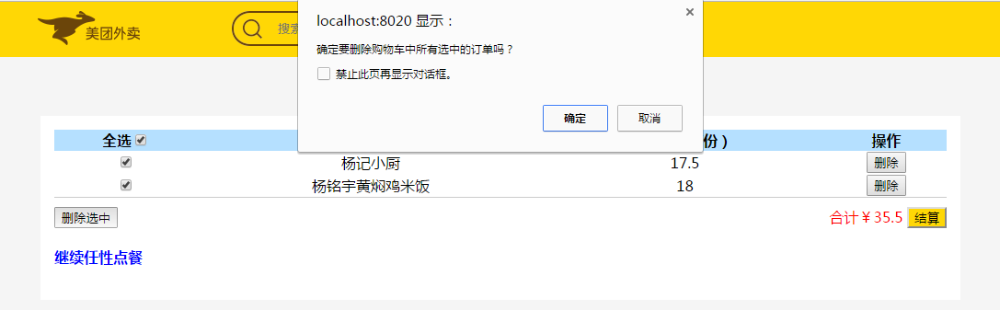 美团外卖
搜索
localhost:8020 显示：
确定要删除购物车中所有选中的订单吗？
禁止此页再显示对话框。
确定 取消
全选 份） 操作
杨记小厨 17.5 删除
杨铭宇黄焖鸡米饭 18 删除
删除选中 合计￥35.5 结算
继续任性点餐